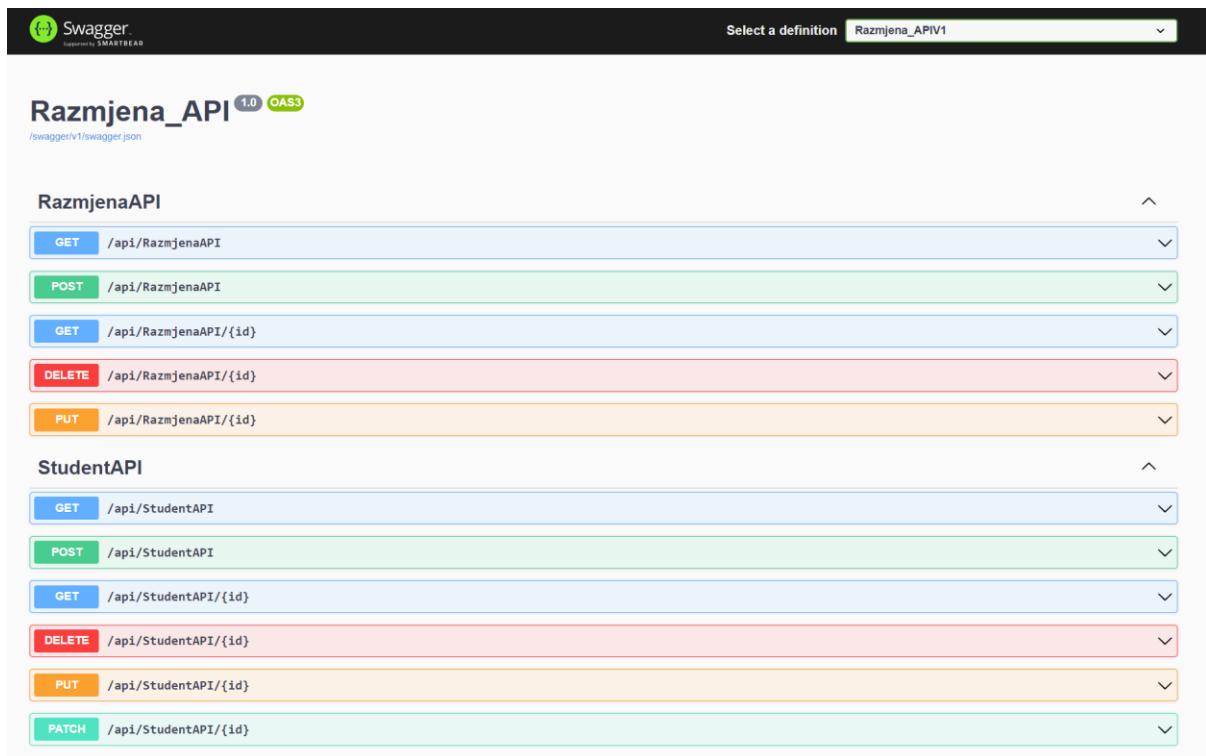 Swagger.
Supported by SMARTBEAR
Select a definition Razmjena_APIV1
Razmjena_API 1.0 OAS3
/swagger/v1/swagger.json
RazmjenaAPI
GET /api/RazmjenaAPI
POST /api/RazmjenaAPI
GET /api/RazmjenaAPI/{id}
DELETE /api/RazmjenaAPI/{id}
PUT /api/RazmjenaAPI/{id}
StudentAPI
GET /api/StudentAPI
POST /api/StudentAPI
GET /api/StudentAPI/{id}
DELETE /api/StudentAPI/{id}
PUT /api/StudentAPI/{id}
PATCH /api/StudentAPI/{id}